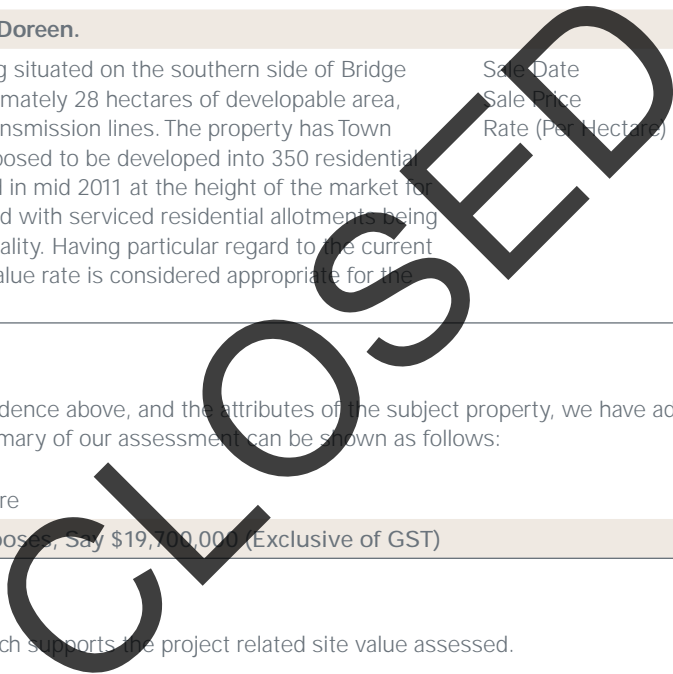 Doreen.
g situated on the southern side of Bridge
Sale Date
mately 28 hectares of developable area,
Sale Price
nsmission lines. The property has Town
Rate (Per Hectare)
posed to be developed into 350 residential
d in mid 2011 at the height of the market for
d with serviced residential allotments being
ality. Having particular regard to the current
alue rate is considered appropriate for the
CLOSED
dence above, and the attributes of the subject property, we have ad
mary of our assessment can be shown as follows:
re
poses, Say $19,700,000 (Exclusive of GST)
ch supports the project related site value assessed.